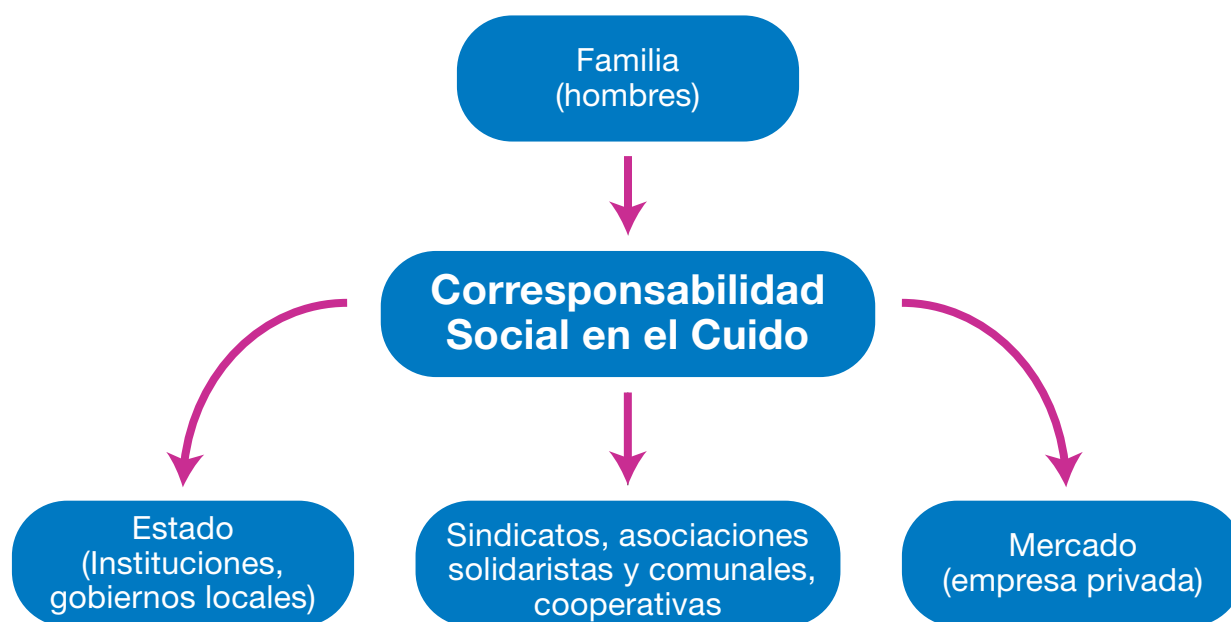 Familia
(hombres)
Corresponsabilidad
Social en el Cuido
Estado
(Instituciones,
gobiernos locales)
Sindicatos, asociaciones
solidaristas y comunales,
cooperativas
Mercado
(empresa privada)